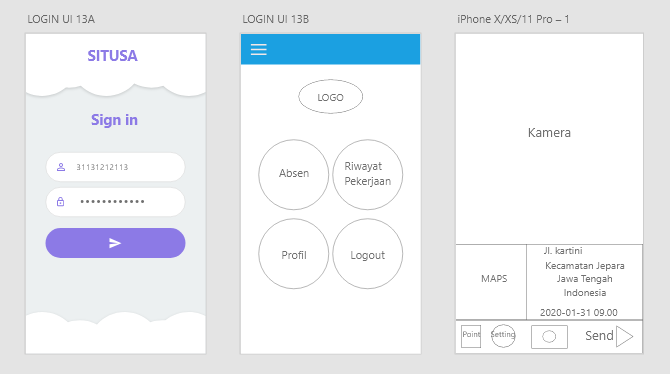 LOGIN UI 13A
SITUSA
Sign in
31131212113
••••••••••••
LOGIN UI 13B
LOGO
Absen
Riwayat
Pekerjaan
Profil
Logout
iPhone X/XS/11 Pro – 1
Kamera
MAPS
Jl. kartini
Kecamatan Jepara
Jawa Tengah
Indonesia
2020-01-31 09.00
Point
Setting
Send